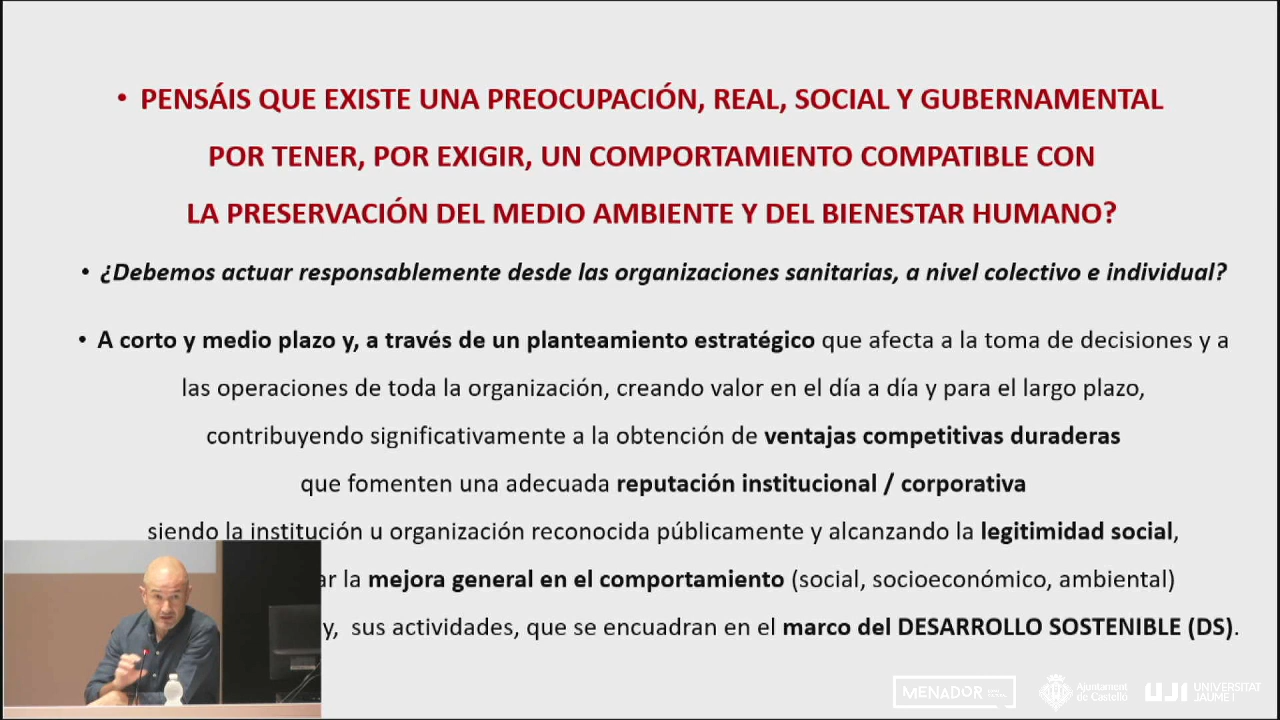 • PENSÁIS QUE EXISTE UNA PREOCUPACIÓN, REAL, SOCIAL Y GUBERNAMENTAL
POR TENER, POR EXIGIR, UN COMPORTAMIENTO COMPATIBLE CON
LA PRESERVACIÓN DEL MEDIO AMBIENTE Y DEL BIENESTAR HUMANO?
• ¿Debemos actuar responsablemente desde las organizaciones sanitarias, a nivel colectivo e individual?
• A corto y medio plazo y, a través de un planteamiento estratégico que afecta a la toma de decisiones y a
las operaciones de toda la organización, creando valor en el día a día y para el largo plazo,
contribuyendo significativamente a la obtención de ventajas competitivas duraderas
que fomenten una adecuada reputación institucional / corporativa
siendo la institución u organización reconocida públicamente y alcanzando la legitimidad social,
ar la mejora general en el comportamiento (social, socioeconómico, ambiental)
y, sus actividades, que se encuadran en el marco del DESARROLLO SOSTENIBLE (DS).
MENADOR
Ajuntament
de Castelló
UJI UNIVERSITAT
JAUME I